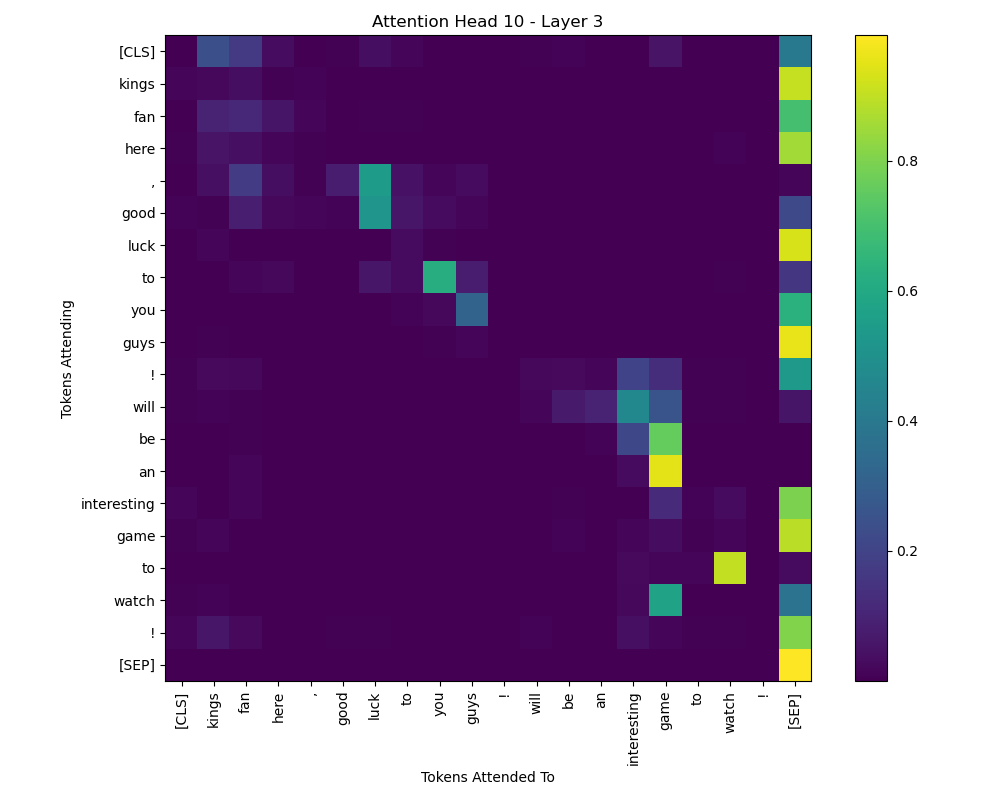 Attention Head 10 - Layer 3
[CLS]
kings
fan
here
,
good
luck
to
you
guys
!
will
be
an
interesting
game
to
watch
!
[SEP]
Tokens Attending
[CLS]
kings
fan
here
,
good
luck
to
you
guys
!
will
be
an
interesting
game
to
watch
!
[SEP]
Tokens Attended To
0.8
0.6
0.4
0.2